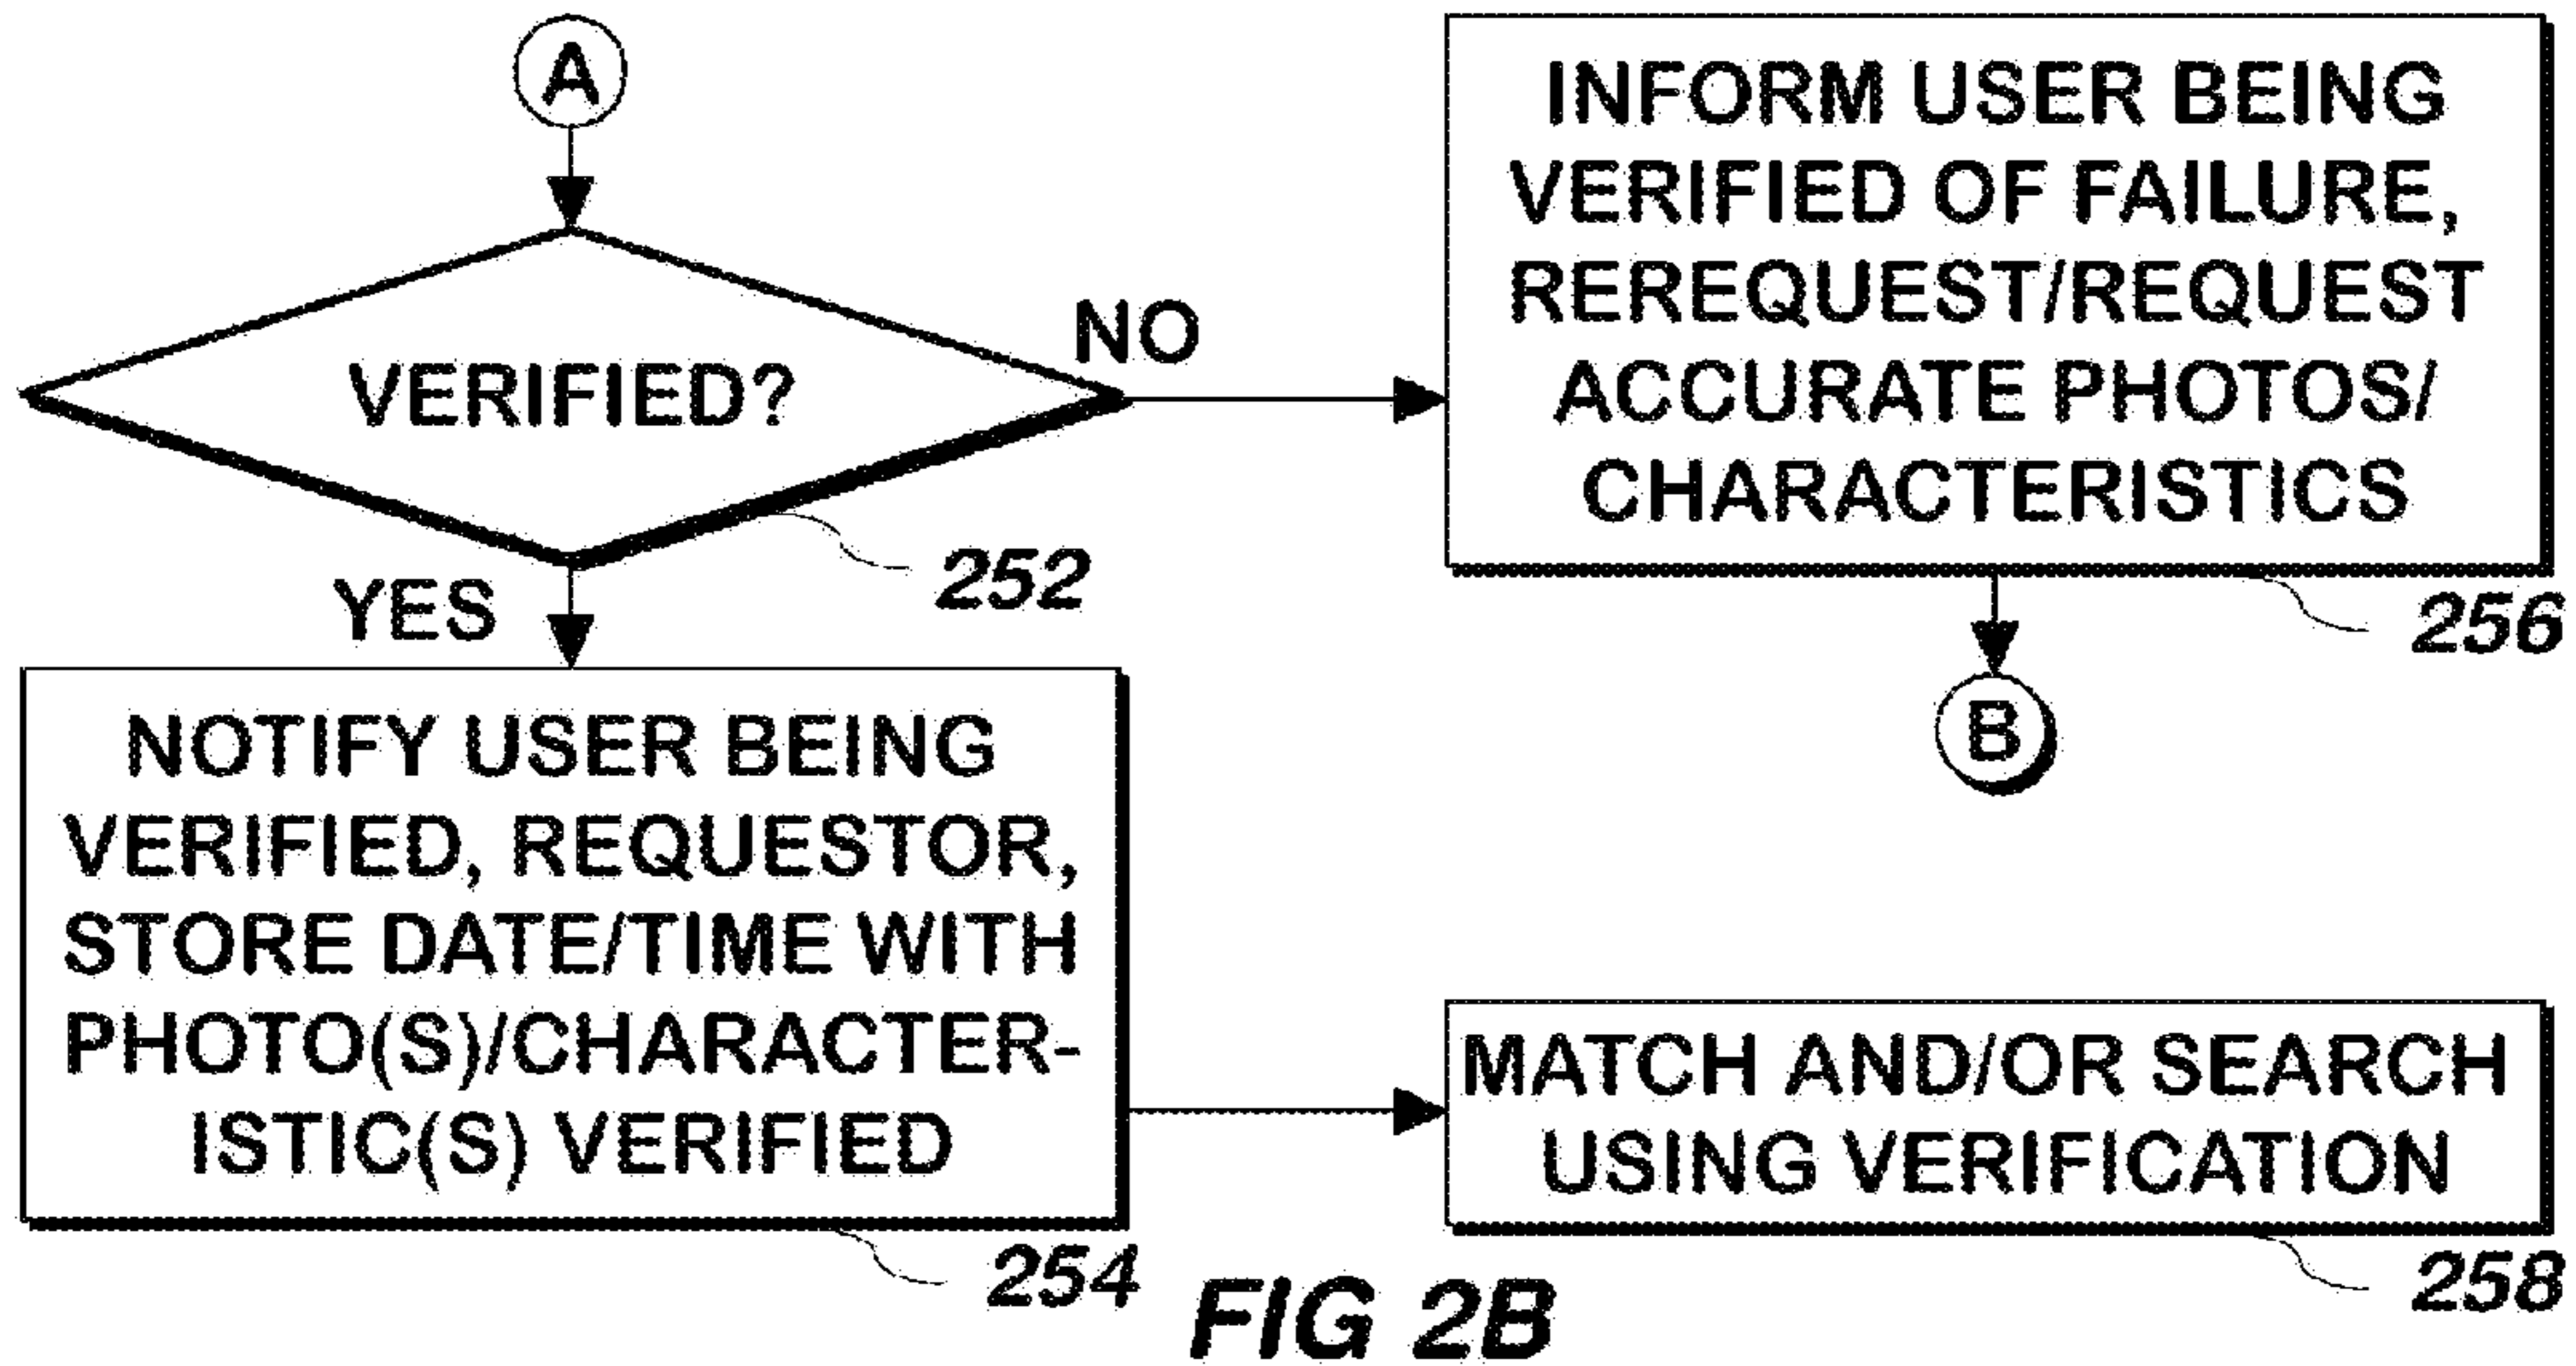 A
VERIFIED?
NO
YES
252
INFORM USER BEING
VERIFIED OF FAILURE,
REREQUEST/REQUEST
ACCURATE PHOTOS/
CHARACTERISTICS
256
B
NOTIFY USER BEING
VERIFIED, REQUESTOR,
STORE DATE/TIME WITH
PHOTO(S)/CHARACTER-
ISTIC(S) VERIFIED
254
MATCH AND/OR SEARCH
USING VERIFICATION
258
FIG 2B